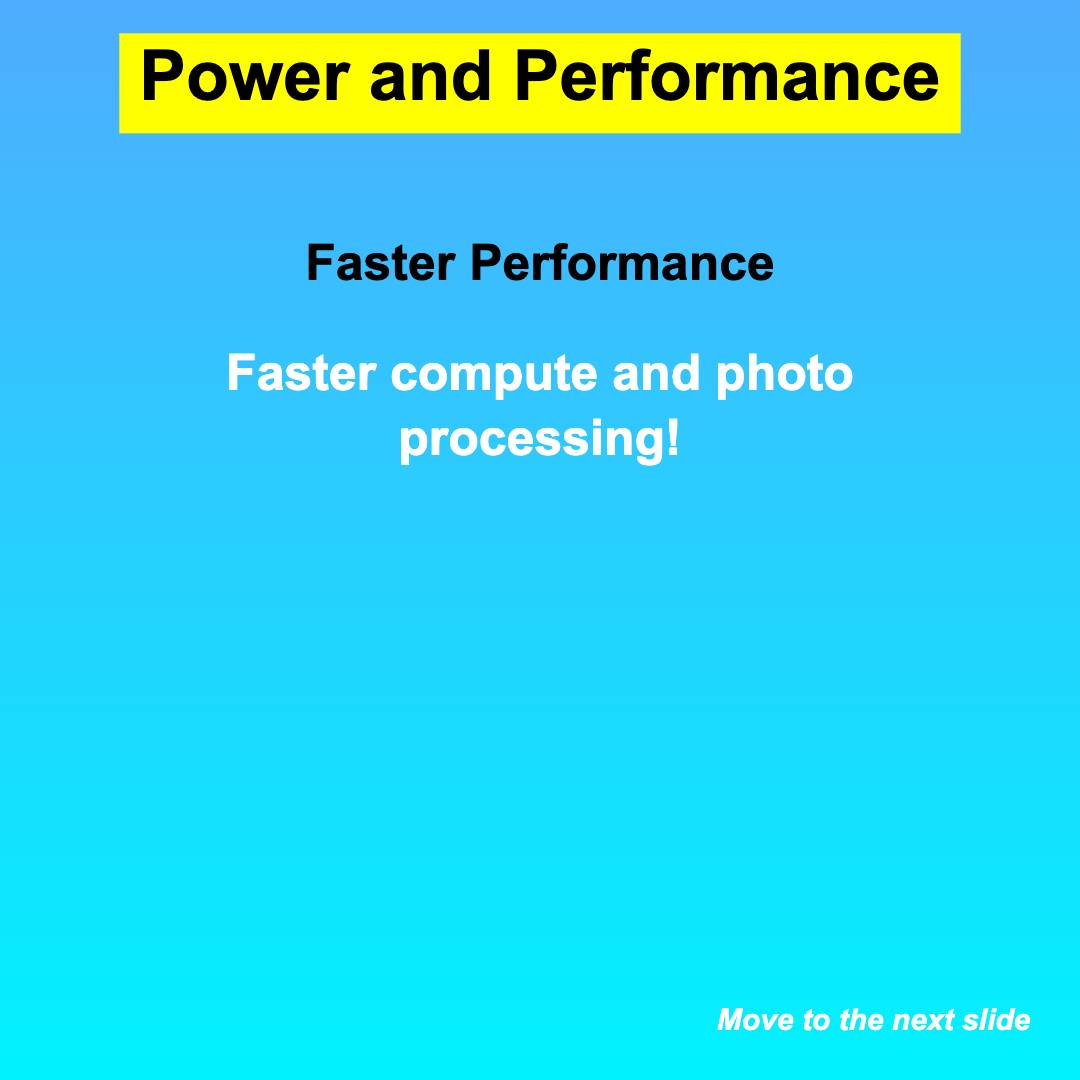 Power and Performance
Faster Performance
Faster compute and photo
processing!
Move to the next slide